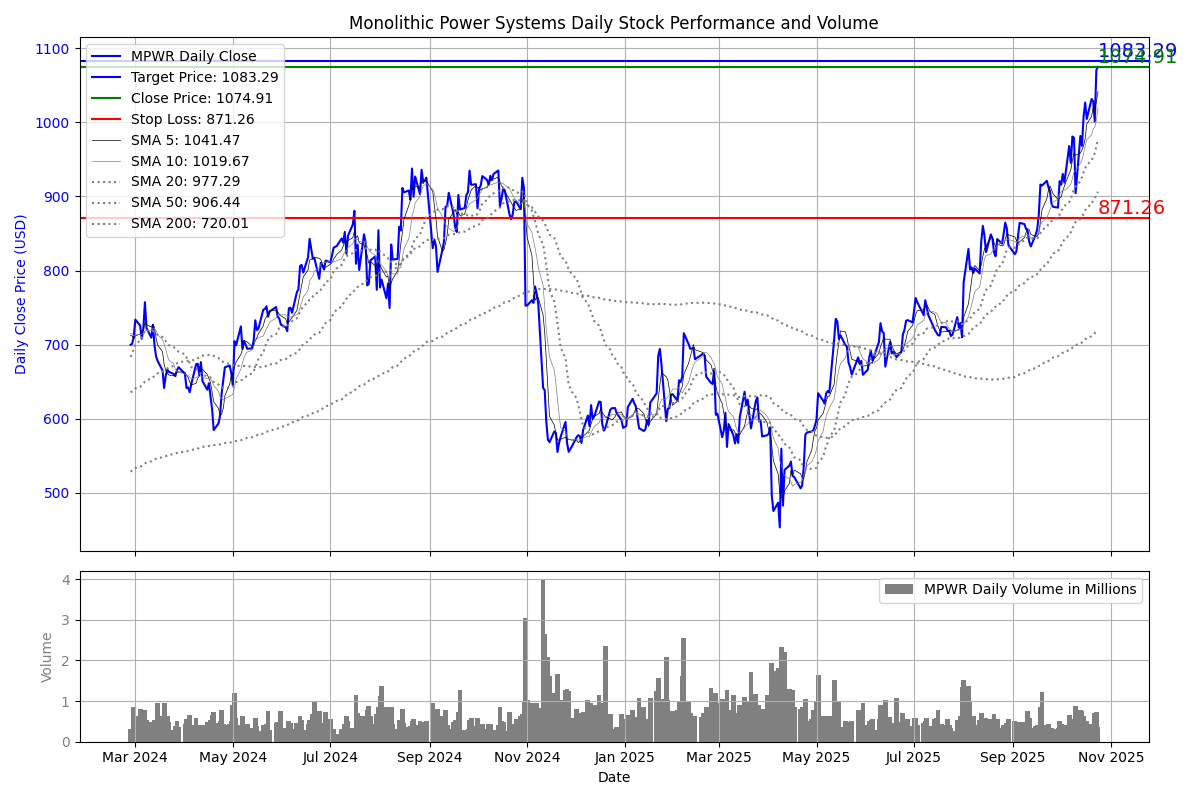 Monolithic Power Systems Daily Stock Performance and Volume
MPWR Daily Close
Target Price: 1083.29
Close Price: 1074.91
Stop Loss: 871.26
SMA 5: 1041.47
SMA 10: 1019.67
SMA 20: 977.29
SMA 50: 906.44
SMA 200: 720.01
1083.29
1074.91
871.26
Daily Close Price (USD)
1100
1000
900
800
700
600
500
MPWR Daily Volume in Millions
Volume
4
3
2
1
0
Mar 2024 May 2024 Jul 2024 Sep 2024 Nov 2024 Jan 2025 Mar 2025 May 2025 Jul 2025 Sep 2025 Nov 2025
Date